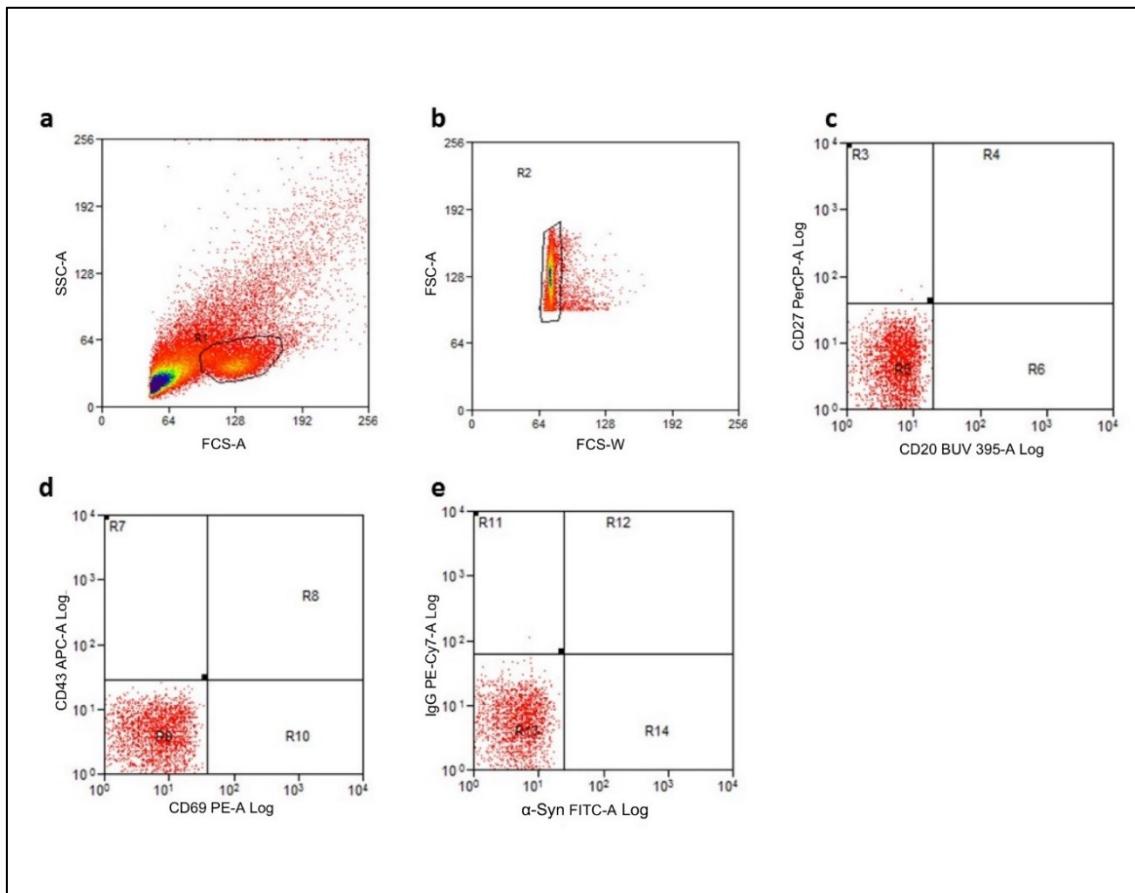 a
SSC-A
256
192
128
64
0
R1
0 64 128 192 256
FCS-A
b
FSC-A
256
192
128
64
0
R2
0 64 128 192 256
FCS-W
c
CD27 PerCP-A Log
10⁴
10³
10²
10¹
10⁰
R3 R4
R5 R6
10⁰ 10¹ 10² 10³ 10⁴
CD20 BUV 395-A Log
d
CD43 APC-A Log
10⁴
10³
10²
10¹
10⁰
R7
R8
R9 R10
10⁰ 10¹ 10² 10³ 10⁴
CD69 PE-A Log
e
IgG PE-Cy7-A Log
10⁴
10³
10²
10¹
10⁰
R11 R12
R13 R14
10⁰ 10¹ 10² 10³ 10⁴
α-Syn FITC-A Log